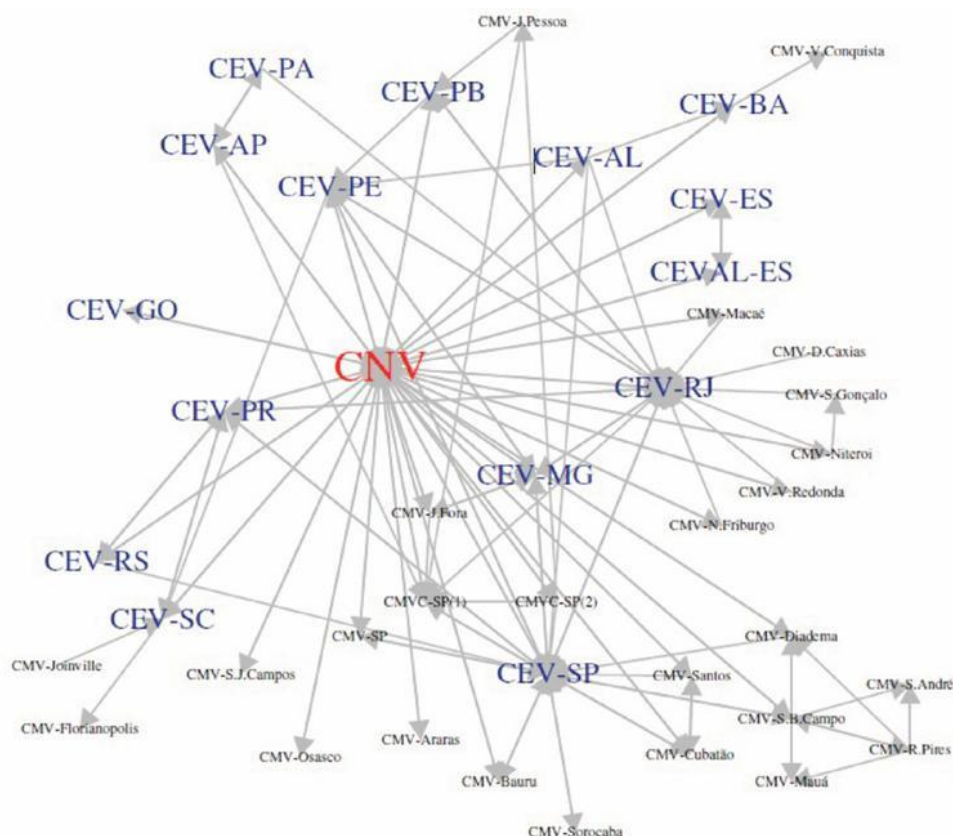 CMV-J.Pessoa
CMV-V.Conquista
CEV-PA
CEV-PB
CEV-BA
CEV-AP
CEV-AL
CEV-PE
CEV-ES
CEVAL-ES
CEV-GO
CMV-Macaé
CMV-D.Caxias
CNV
CEV-RJ
CMV-S.Gonçalo
CEV-PR
CMV-Niteroi
CEV-MG
CMV-V.Redonda
CMV-J.Fora
CMV-N.Friburgo
CEV-RS
CMVC-SP(1)
CMVC-SP(2)
CEV-SC
CMV-SP
CMV-Diadema
CMV-Joinville
CMV-S.J.Campos
CEV-SP
CMV-Santos
CMV-S.André
CMV-Florianopolis
CMV-S.B.Campo
CMV-Araras
CMV-Osasco
CMV-Cubatão
CMV-R.Pires
CMV-Bauru
CMV-Mauá
CMV-Sorocaba